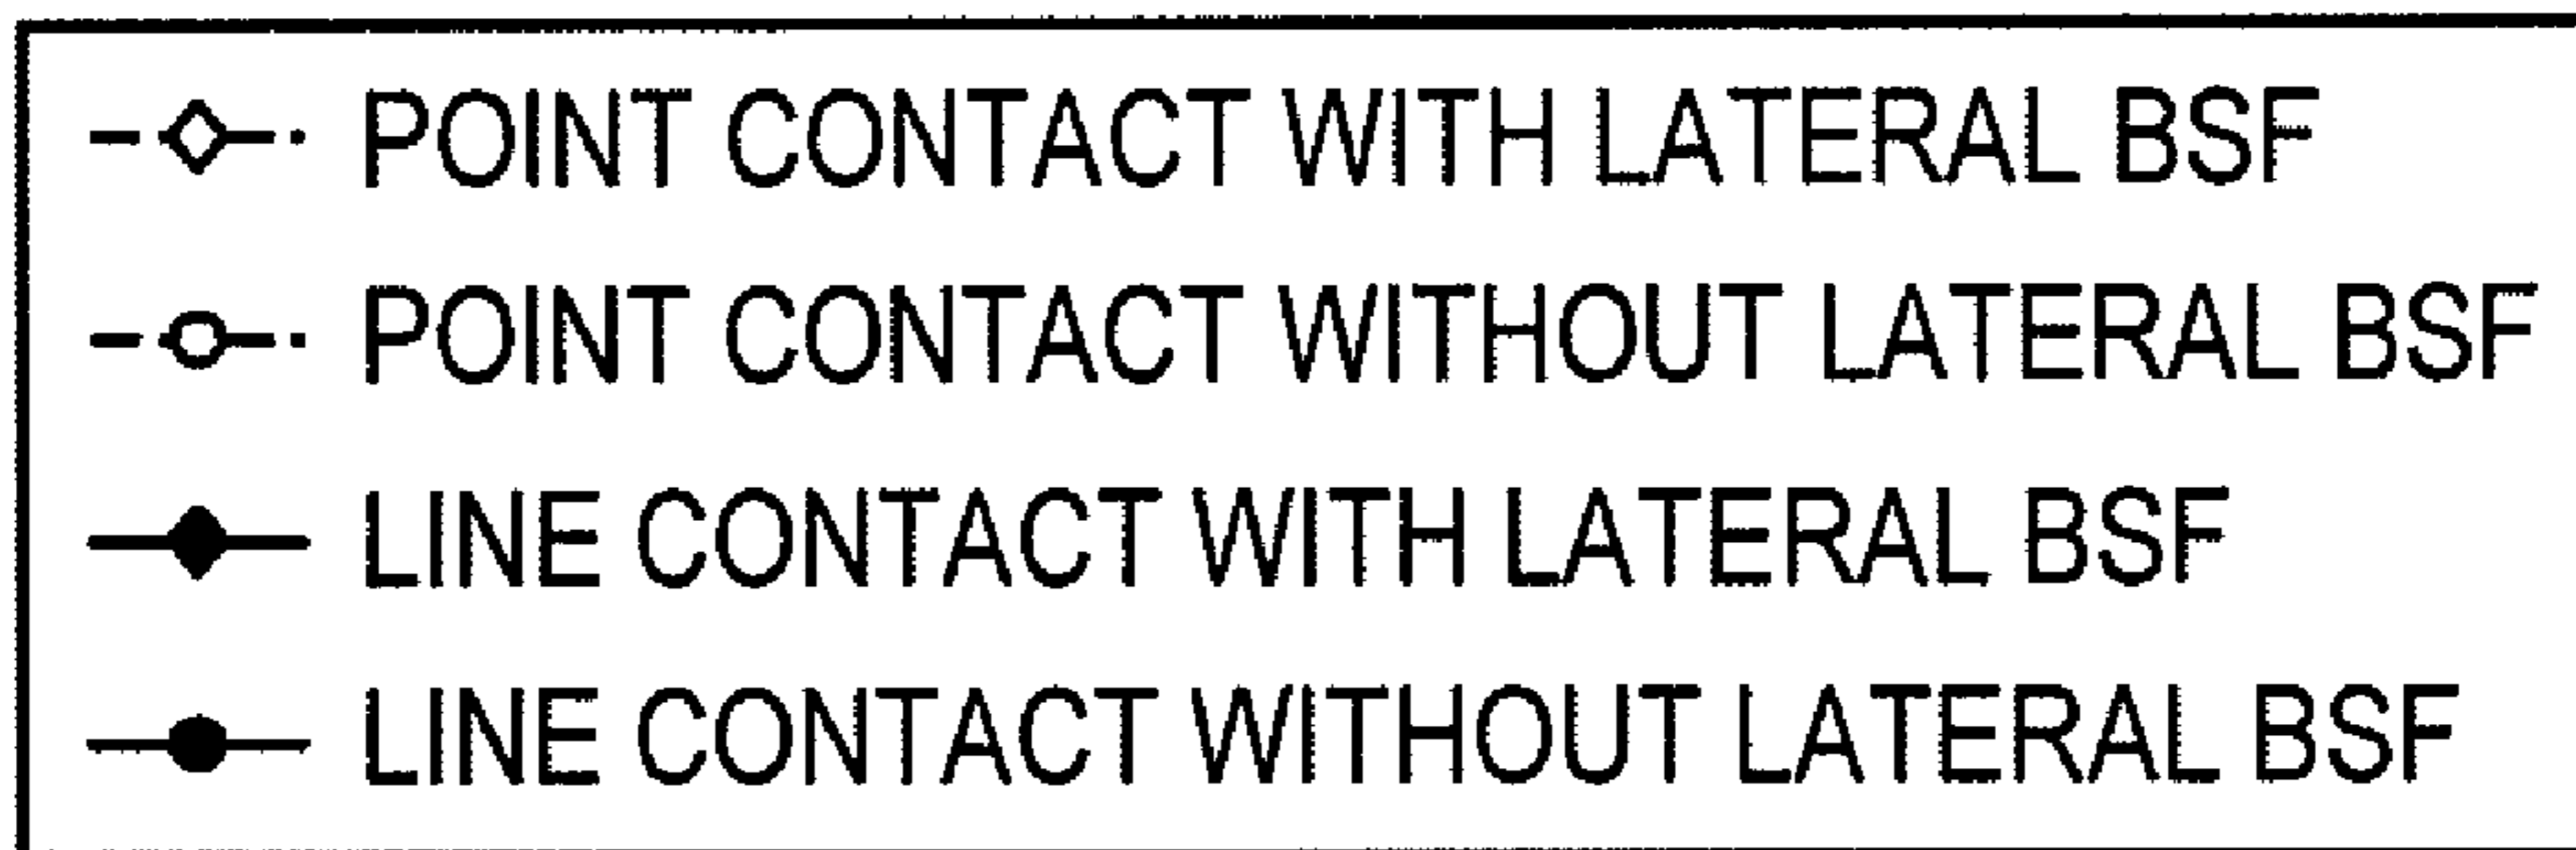 POINT CONTACT WITH LATERAL BSF
POINT CONTACT WITHOUT LATERAL BSF
LINE CONTACT WITH LATERAL BSF
LINE CONTACT WITHOUT LATERAL BSF